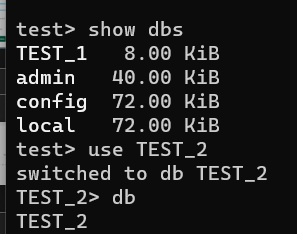 test> show dbs
TEST_1   8.00 KiB
admin   40.00 KiB
config  72.00 KiB
local   72.00 KiB
test> use TEST_2
switched to db TEST_2
TEST_2> db
TEST_2